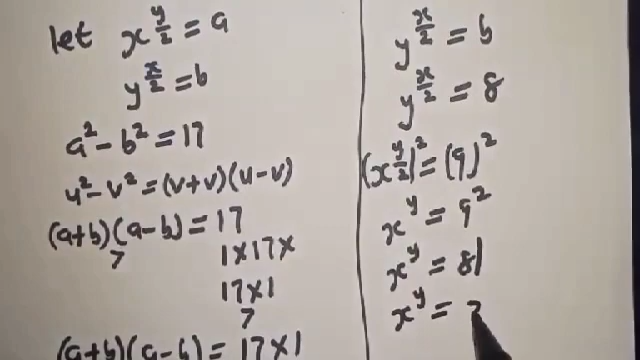 let x^(y/2) = a
y^(x/2) = b
a² - b² = 17
u² - v² = (v+v)(u-v)
(a+b)(a-b) = 17
>
1×17×
17×1
>
(a+b)(a-b) = 17×1
y^(x/2) = b
y^(x/2) = 8
(x^(y/2))² = (9)²
x^y = 9²
x^y = 81
x^y =